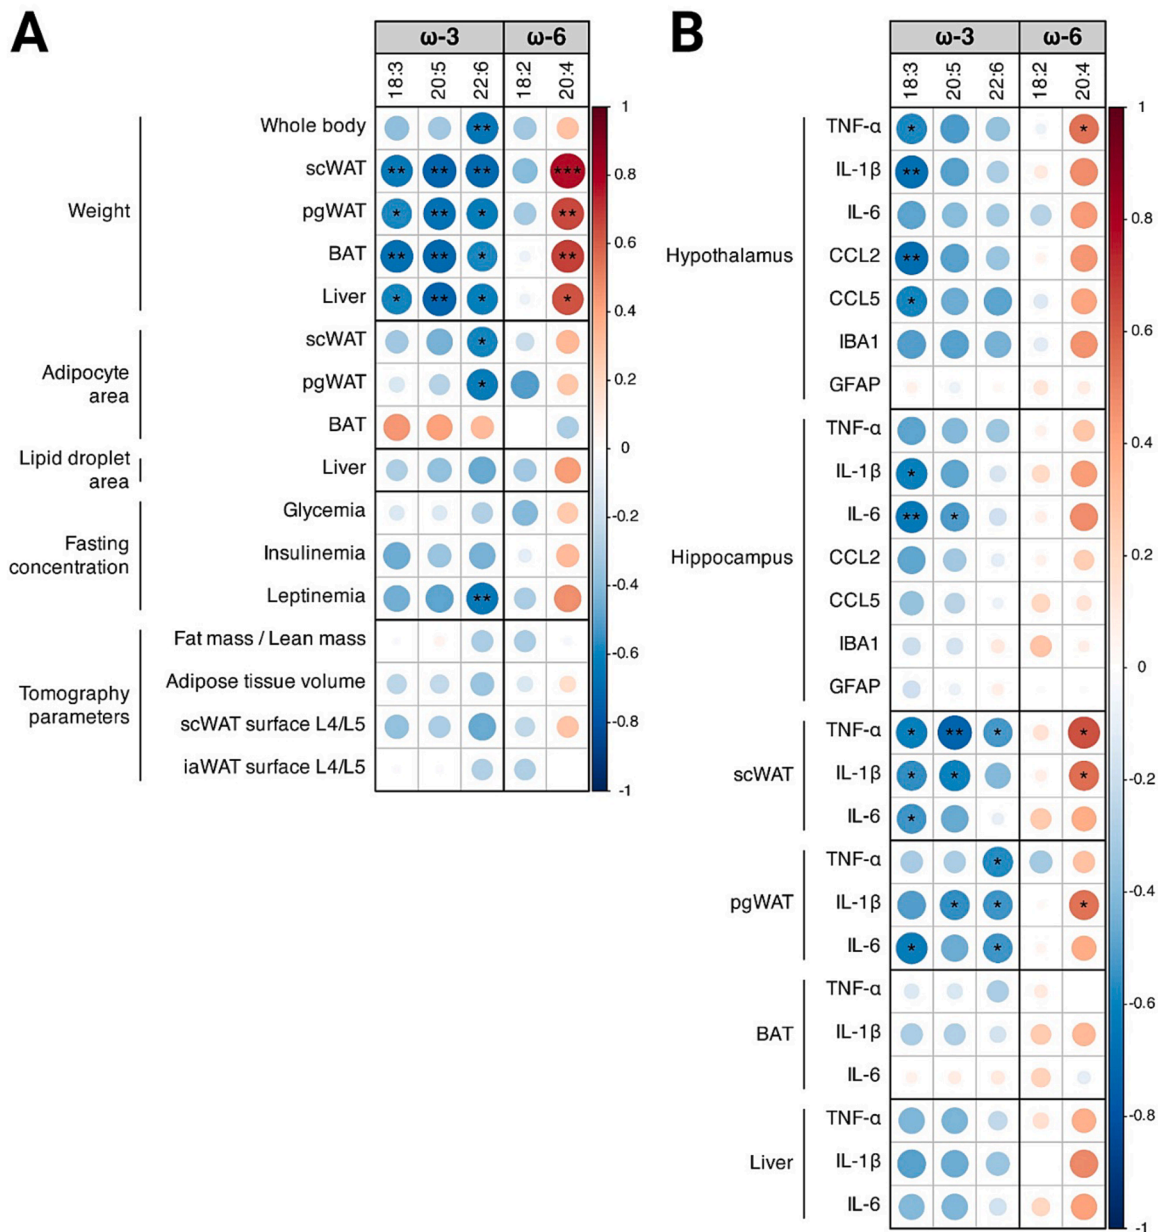 A
ω-3 ω-6
18:3 20:5 22:6 18:2 20:4
Weight
Whole body **
scWAT ** ** ** ***
pgWAT * ** * **
BAT ** ** * **
Liver * ** * *
Adipocyte
area
scWAT *
pgWAT *
BAT
Lipid droplet
area
Liver
Fasting
concentration
Glycemia
Insulinemia
Leptinemia **
Tomography
parameters
Fat mass / Lean mass
Adipose tissue volume
scWAT surface L4/L5
iaWAT surface L4/L5
1
0.8
0.6
0.4
0.2
0
-0.2
-0.4
-0.6
-0.8
-1
B
ω-3 ω-6
18:3 20:5 22:6 18:2 20:4
Hypothalamus
TNF-α * *
IL-1β **
IL-6
CCL2 **
CCL5 *
IBA1
GFAP
Hippocampus
TNF-α
IL-1β *
IL-6 ** *
CCL2
CCL5
IBA1
GFAP
scWAT
TNF-α * ** * *
IL-1β * * *
IL-6 *
pgWAT
TNF-α *
IL-1β * * *
IL-6 * *
BAT
TNF-α
IL-1β
IL-6
Liver
TNF-α
IL-1β
IL-6
1
0.8
0.6
0.4
0.2
0
-0.2
-0.4
-0.6
-0.8
-1